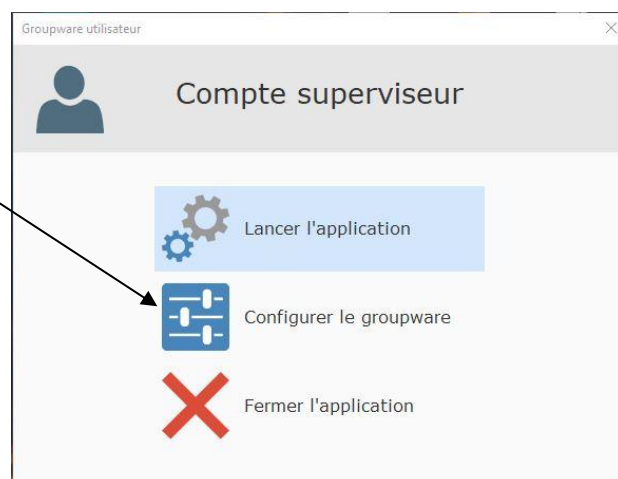 Groupware utilisateur
Compte superviseur
Lancer l'application
Configurer le groupware
Fermer l'application